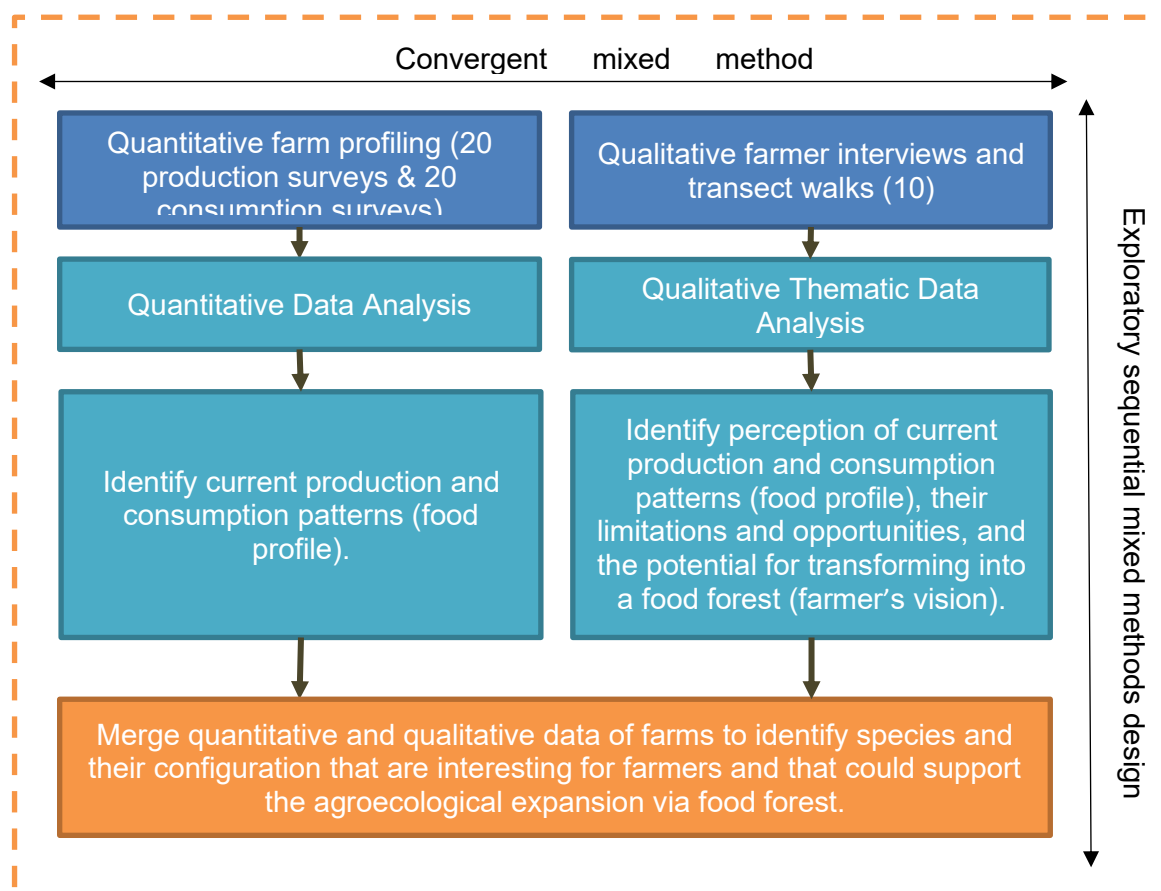 Convergent mixed method
Quantitative farm profiling (20
production surveys & 20
consumption surveys)
Qualitative farmer interviews and
transect walks (10)
Quantitative Data Analysis
Qualitative Thematic Data
Analysis
Identify current production and
consumption patterns (food
profile).
Identify perception of current
production and consumption
patterns (food profile), their
limitations and opportunities, and
the potential for transforming into
a food forest (farmer’s vision).
Merge quantitative and qualitative data of farms to identify species and
their configuration that are interesting for farmers and that could support
the agroecological expansion via food forest.
Exploratory sequential mixed methods design